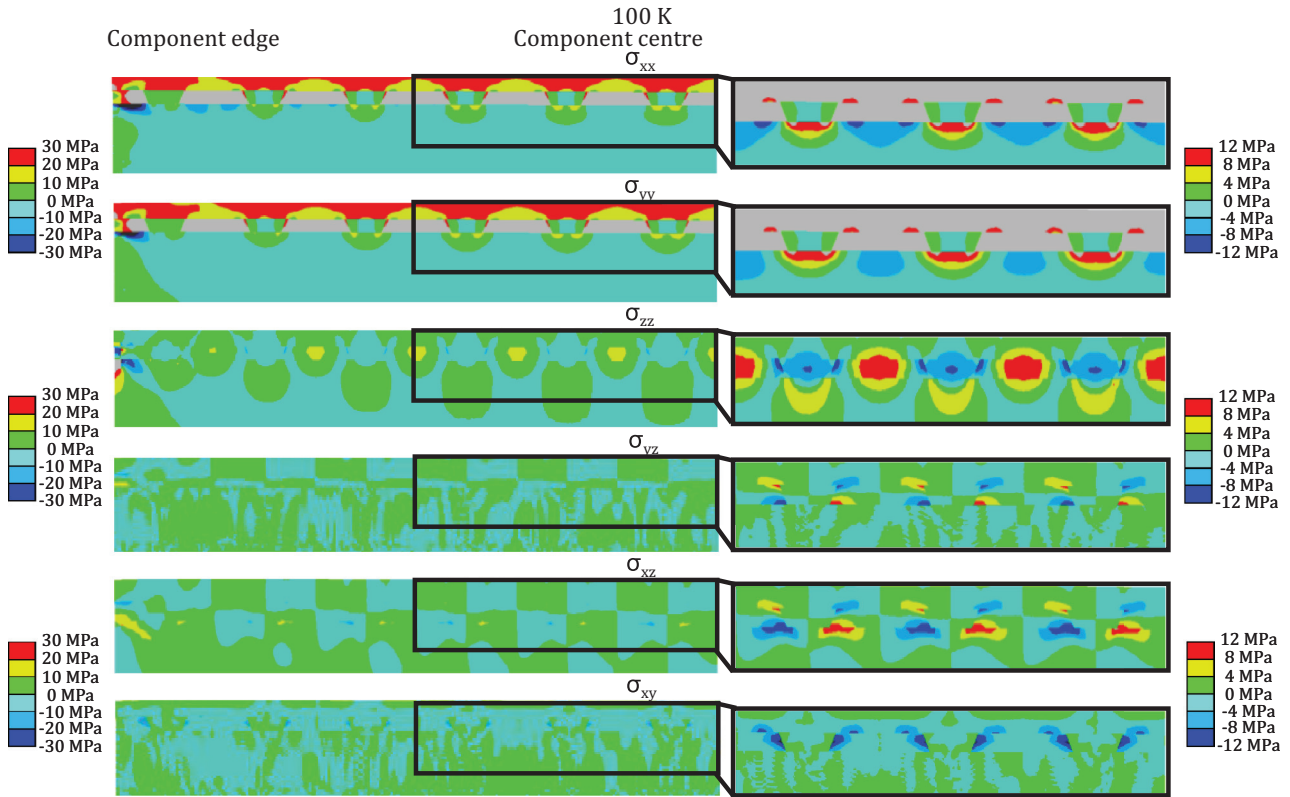 100 K
Component edge
Component centre
σxx
30 MPa
20 MPa
10 MPa
0 MPa
-10 MPa
-20 MPa
-30 MPa
12 MPa
8 MPa
4 MPa
0 MPa
-4 MPa
-8 MPa
-12 MPa
σyy
σzz
30 MPa
20 MPa
10 MPa
0 MPa
-10 MPa
-20 MPa
-30 MPa
12 MPa
8 MPa
4 MPa
0 MPa
-4 MPa
-8 MPa
-12 MPa
σyz
σxz
30 MPa
20 MPa
10 MPa
0 MPa
-10 MPa
-20 MPa
-30 MPa
12 MPa
8 MPa
4 MPa
0 MPa
-4 MPa
-8 MPa
-12 MPa
σxy